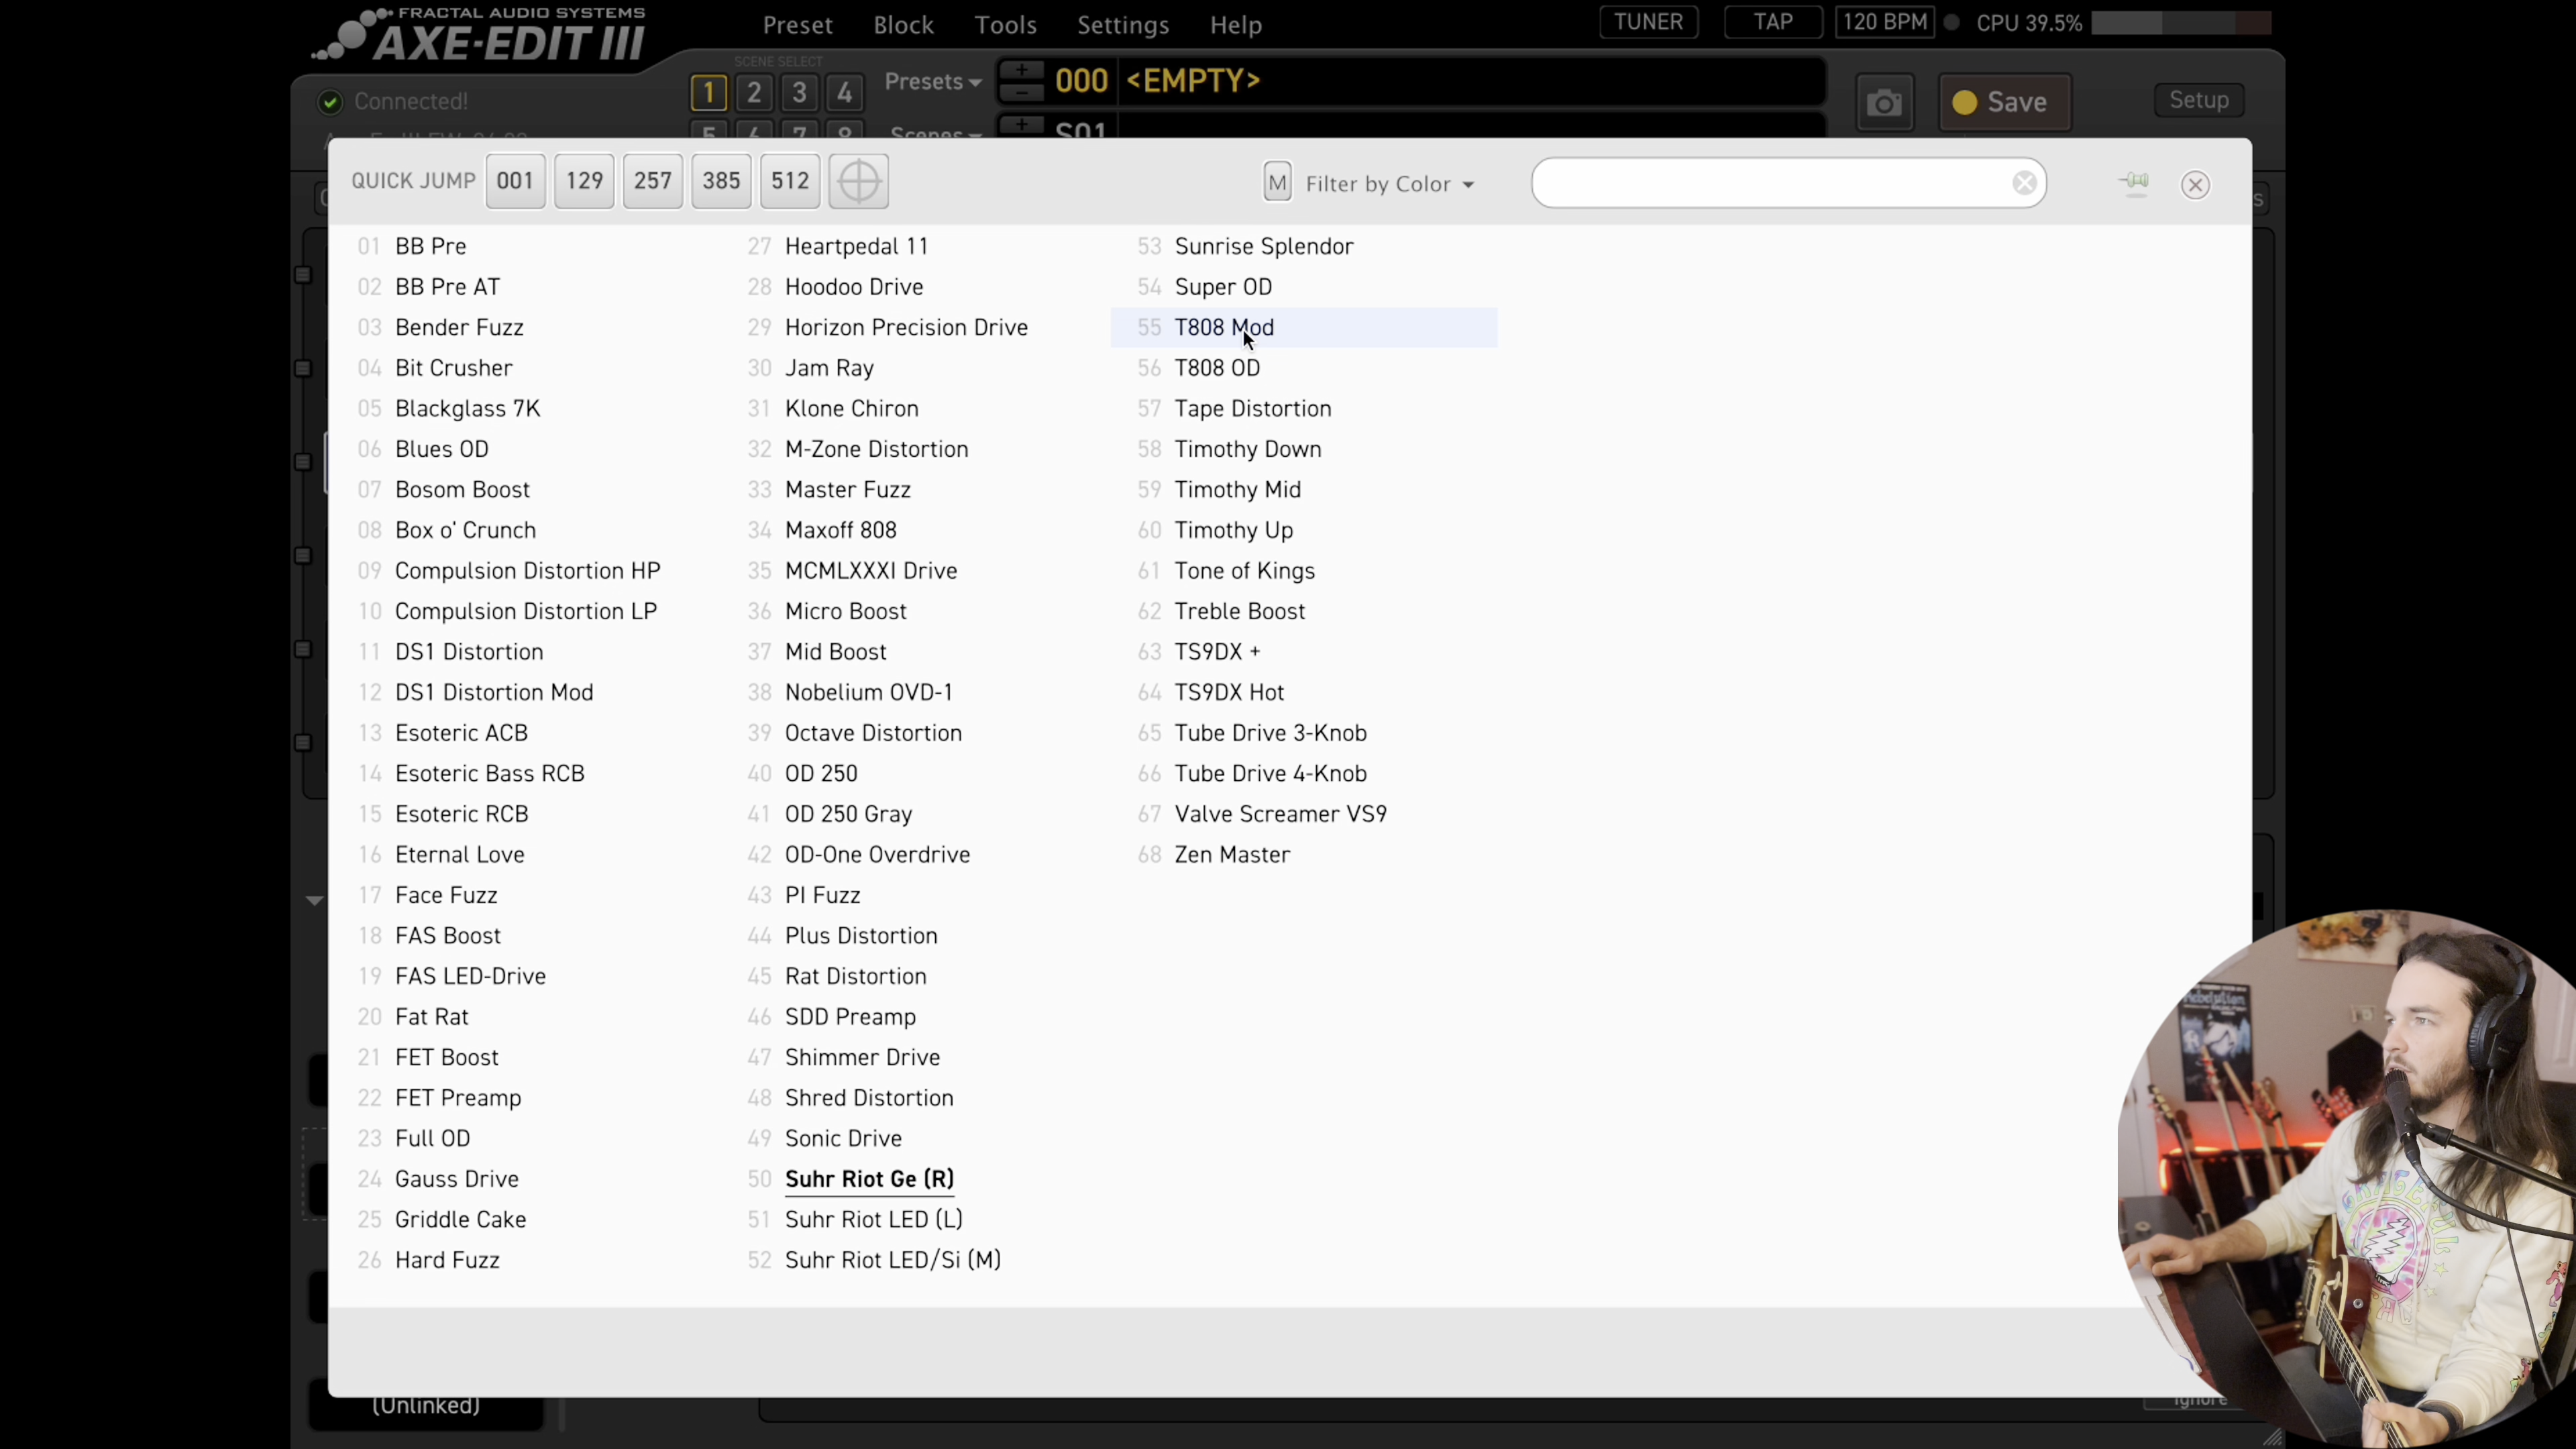 FRACTAL AUDIO SYSTEMS
AXE-EDIT III
Preset Block Tools Settings Help
TUNER TAP 120 BPM CPU 39.5%
SCENE SELECT
1 2 3 4 Presets + - 000 <EMPTY>
Connected!
Save Setup
5 6 7 8 Scenes + S01
QUICK JUMP 001 129 257 385 512
M Filter by Color
01 BB Pre
02 BB Pre AT
03 Bender Fuzz
04 Bit Crusher
05 Blackglass 7K
06 Blues OD
07 Bosom Boost
08 Box o' Crunch
09 Compulsion Distortion HP
10 Compulsion Distortion LP
11 DS1 Distortion
12 DS1 Distortion Mod
13 Esoteric ACB
14 Esoteric Bass RCB
15 Esoteric RCB
16 Eternal Love
17 Face Fuzz
18 FAS Boost
19 FAS LED-Drive
20 Fat Rat
21 FET Boost
22 FET Preamp
23 Full OD
24 Gauss Drive
25 Griddle Cake
26 Hard Fuzz
27 Heartpedal 11
28 Hoodoo Drive
29 Horizon Precision Drive
30 Jam Ray
31 Klone Chiron
32 M-Zone Distortion
33 Master Fuzz
34 Maxoff 808
35 MCMLXXXI Drive
36 Micro Boost
37 Mid Boost
38 Nobelium OVD-1
39 Octave Distortion
40 OD 250
41 OD 250 Gray
42 OD-One Overdrive
43 PI Fuzz
44 Plus Distortion
45 Rat Distortion
46 SDD Preamp
47 Shimmer Drive
48 Shred Distortion
49 Sonic Drive
50 Suhr Riot Ge (R)
51 Suhr Riot LED (L)
52 Suhr Riot LED/Si (M)
53 Sunrise Splendor
54 Super OD
55 T808 Mod
56 T808 OD
57 Tape Distortion
58 Timothy Down
59 Timothy Mid
60 Timothy Up
61 Tone of Kings
62 Treble Boost
63 TS9DX +
64 TS9DX Hot
65 Tube Drive 3-Knob
66 Tube Drive 4-Knob
67 Valve Screamer VS9
68 Zen Master
Rebelution
(Unlinked)
Ignore